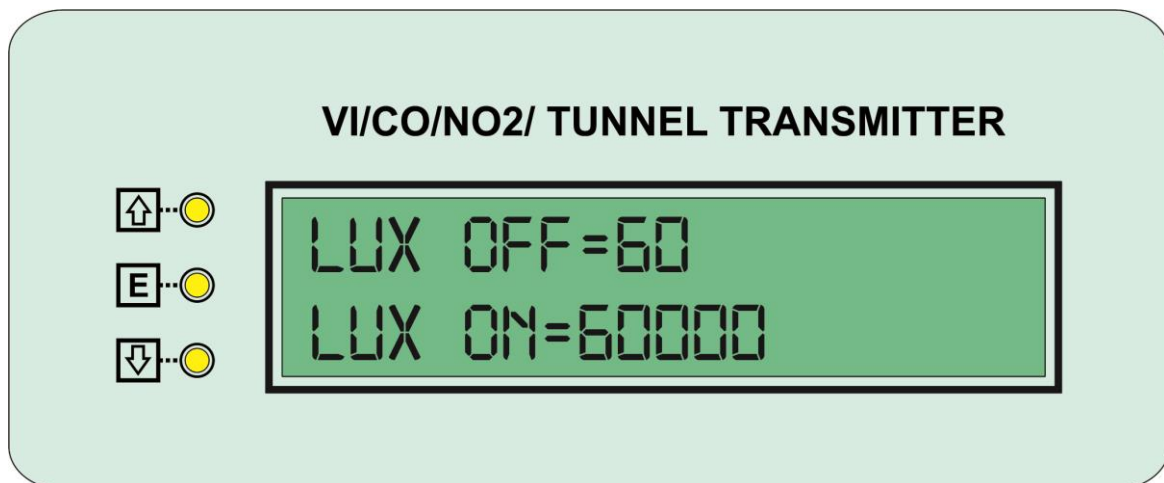 VI/CO/NO2/ TUNNEL TRANSMITTER
LUX OFF=60
E
LUX ON=60000